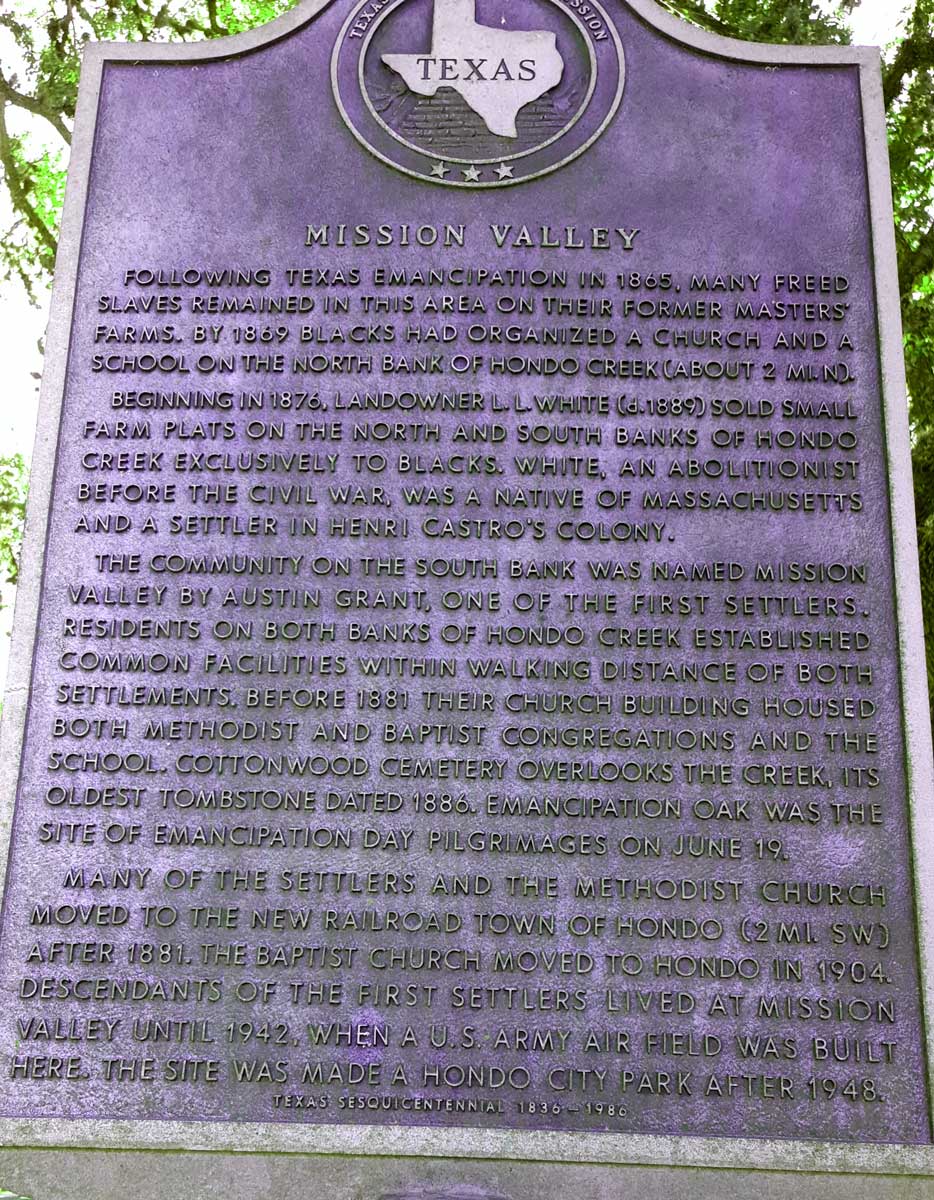 TEXAS
SSION
TEXAS
MISSION VALLEY
FOLLOWING TEXAS EMANCIPATION IN 1865, MANY FREED
SLAVES REMAINED IN THIS AREA ON THEIR FORMER MASTERS'
FARMS. BY 1869 BLACKS HAD ORGANIZED A CHURCH AND A
SCHOOL ON THE NORTH BANK OF HONDO CREEK (ABOUT 2 MI. N).
BEGINNING IN 1876, LANDOWNER L. L. WHITE (d. 1889) SOLD SMALL
FARM PLATS ON THE NORTH AND SOUTH BANKS OF HONDO
CREEK EXCLUSIVELY TO BLACKS. WHITE, AN ABOLITIONIST
BEFORE THE CIVIL WAR, WAS A NATIVE OF MASSACHUSETTS
AND A SETTLER IN HENRI CASTRO'S COLONY.
THE COMMUNITY ON THE SOUTH BANK WAS NAMED MISSION
VALLEY BY AUSTIN GRANT, ONE OF THE FIRST SETTLERS.
RESIDENTS ON BOTH BANKS OF HONDO CREEK ESTABLISHED
COMMON FACILITIES WITHIN WALKING DISTANCE OF BOTH
SETTLEMENTS. BEFORE 1881 THEIR CHURCH BUILDING HOUSED
BOTH METHODIST AND BAPTIST CONGREGATIONS AND THE
SCHOOL. COTTONWOOD CEMETERY OVERLOOKS THE CREEK, ITS
OLDEST TOMBSTONE DATED 1886. EMANCIPATION OAK WAS THE
SITE OF EMANCIPATION DAY PILGRIMAGES ON JUNE 19.
MANY OF THE SETTLERS AND THE METHODIST CHURCH
MOVED TO THE NEW RAILROAD TOWN OF HONDO (2 MI. SW)
AFTER 1881. THE BAPTIST CHURCH MOVED TO HONDO IN 1904.
DESCENDANTS OF THE FIRST SETTLERS LIVED AT MISSION
VALLEY UNTIL 1942, WHEN A U.S. ARMY AIR FIELD WAS BUILT
HERE. THE SITE WAS MADE A HONDO CITY PARK AFTER 1948.
TEXAS SESQUICENTENNIAL 1836 – 1986